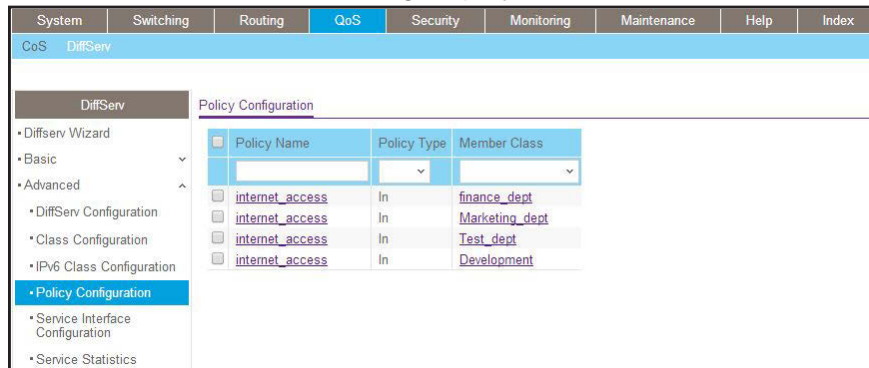 System Switching Routing QoS Security Monitoring Maintenance Help Index
CoS DiffServ
DiffServ
Diffserv Wizard
Basic
Advanced
DiffServ Configuration
Class Configuration
IPv6 Class Configuration
Policy Configuration
Service Interface
Configuration
Service Statistics
Policy Configuration
Policy Name Policy Type Member Class
internet_access In finance_dept
internet_access In Marketing_dept
internet_access In Test_dept
internet_access In Development